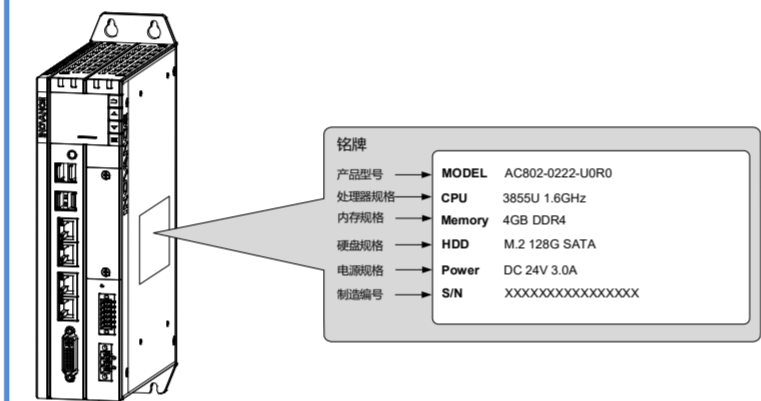 铭牌
产品型号 MODEL AC802-0222-U0R0
处理器规格 CPU 3855U 1.6GHz
内存规格 Memory 4GB DDR4
硬盘规格 HDD M.2 128G SATA
电源规格 Power DC 24V 3.0A
制造编号 S/N XXXXXXXXXXXXXXXX